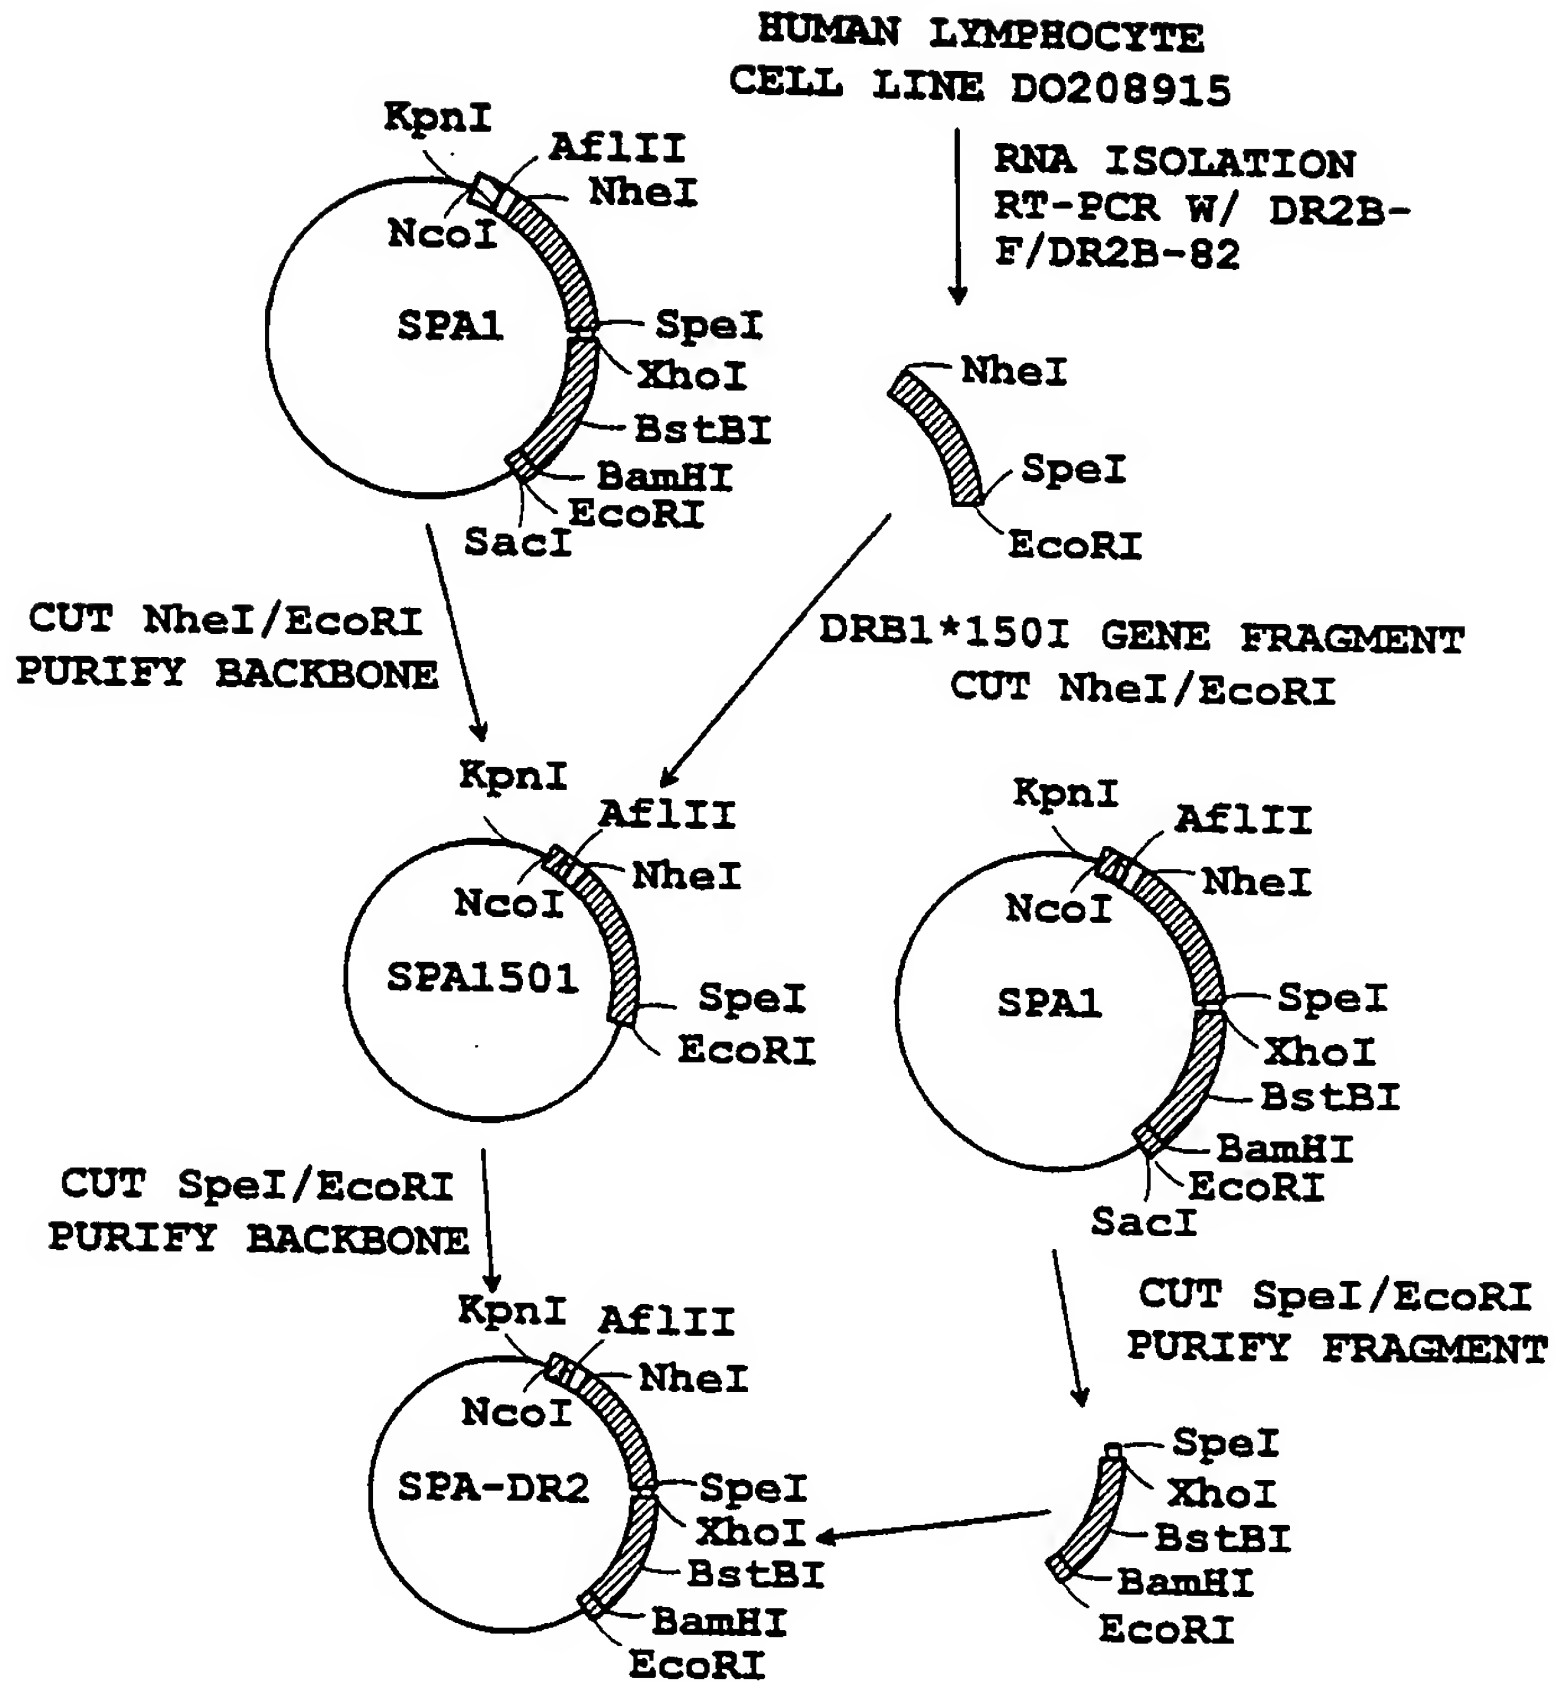 HUMAN LYMPHOCYTE
CELL LINE DO208915
RNA ISOLATION
RT-PCR W/ DR2B-
F/DR2B-82
KpnI
AflII
NheI
NcoI
SPA1
SpeI
XhoI
BstBI
BamHI
EcoRI
SacI
NheI
SpeI
EcoRI
CUT NheI/EcoRI
PURIFY BACKBONE
DRB1*150I GENE FRAGMENT
CUT NheI/EcoRI
KpnI
AflII
NheI
NcoI
SPA1501
SpeI
EcoRI
KpnI
AflII
NheI
NcoI
SPA1
SpeI
XhoI
BstBI
BamHI
EcoRI
SacI
CUT SpeI/EcoRI
PURIFY BACKBONE
CUT SpeI/EcoRI
PURIFY FRAGMENT
KpnI
AflII
NheI
NcoI
SPA-DR2
SpeI
XhoI
BstBI
BamHI
EcoRI
SpeI
XhoI
BstBI
BamHI
EcoRI